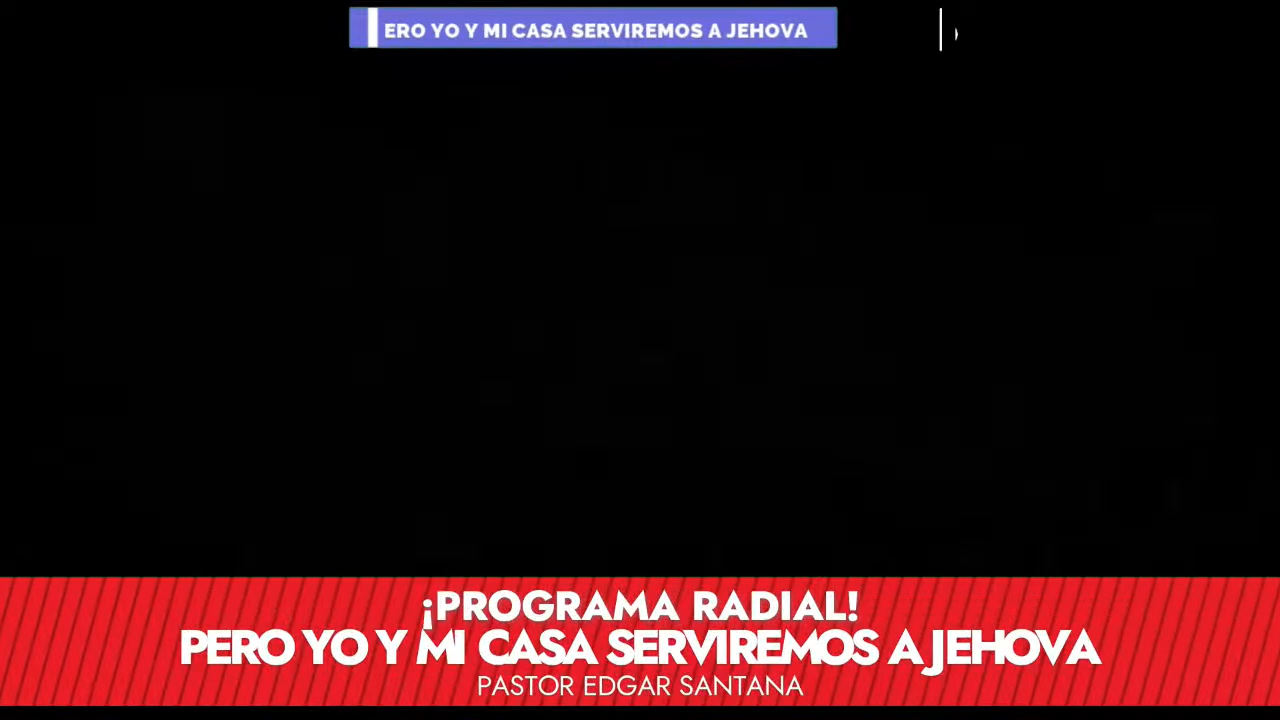 ERO YO Y MI CASA SERVIREMOS A JEHOVA
¡PROGRAMA RADIAL!
PERO YO Y MI CASA SERVIREMOS A JEHOVA
PASTOR EDGAR SANTANA